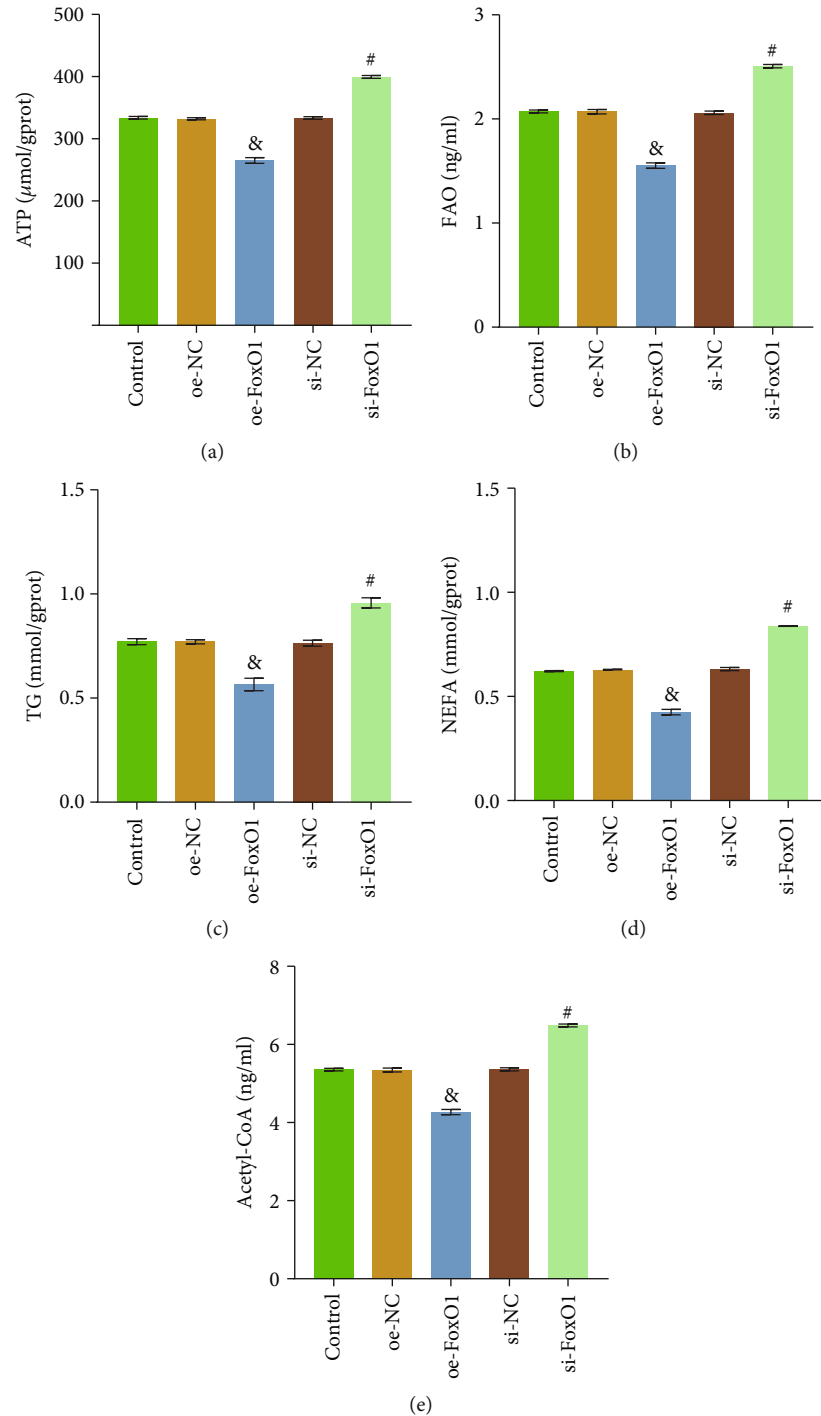 500
400
300
200
100
ATP (μmol/gprot)
#
&
Control
oe-NC
oe-FoxO1
si-NC
si-FoxO1
(a)
3
2
1
0
FAO (ng/ml)
#
&
Control
oe-NC
oe-FoxO1
si-NC
si-FoxO1
(b)
1.5
1.0
0.5
0.0
TG (mmol/gprot)
#
&
Control
oe-NC
oe-FoxO1
si-NC
si-FoxO1
(c)
1.5
1.0
0.5
0.0
NEFA (mmol/gprot)
#
&
Control
oe-NC
oe-FoxO1
si-NC
si-FoxO1
(d)
8
6
4
2
0
Acetyl-CoA (ng/ml)
#
&
Control
oe-NC
oe-FoxO1
si-NC
si-FoxO1
(e)